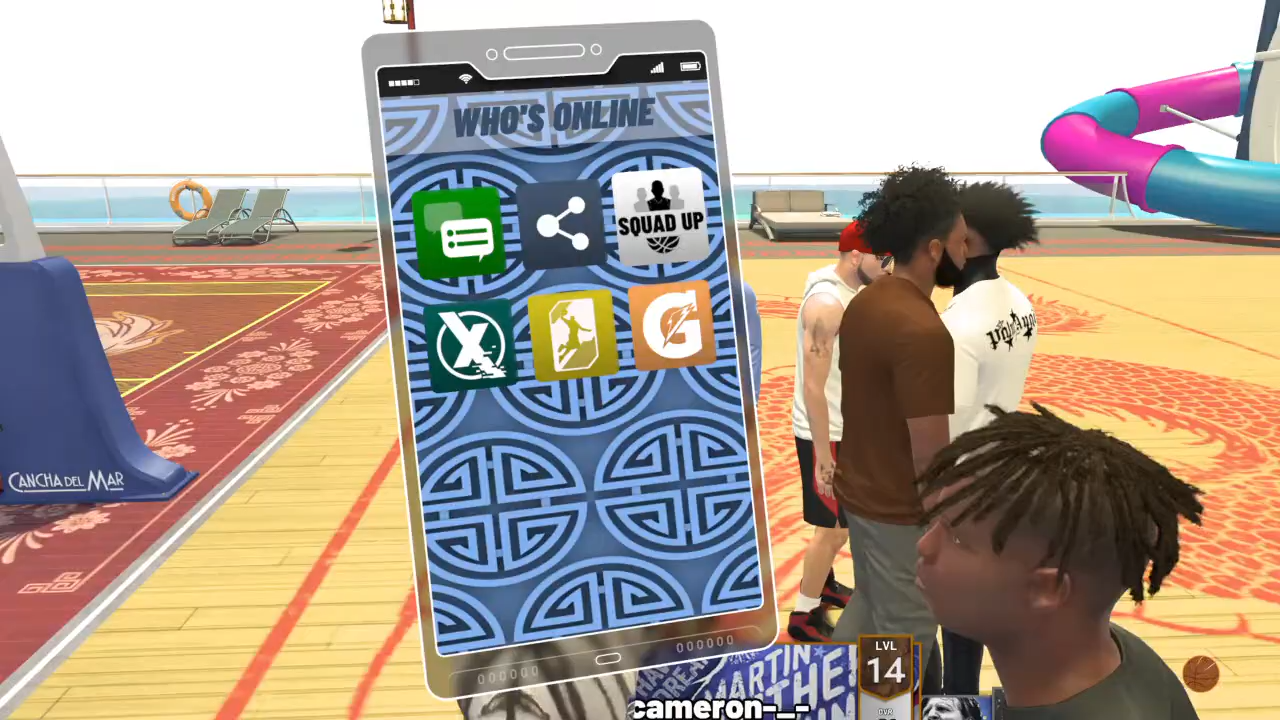 WHO'S ONLINE
SQUAD UP
X
G
CANCHA DEL MAR
MARTIN
LVL
14
cameron-_-